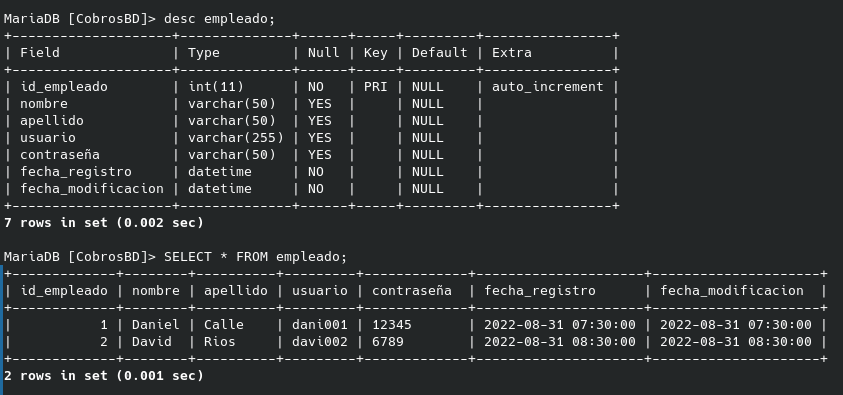 MariaDB [CobrosBD]> desc empleado;
+--------------------+--------------+------+-----+---------+----------------+
| Field              | Type         | Null | Key | Default | Extra          |
+--------------------+--------------+------+-----+---------+----------------+
| id_empleado        | int(11)      | NO   | PRI | NULL    | auto_increment |
| nombre             | varchar(50)  | YES  |     | NULL    |                |
| apellido           | varchar(50)  | YES  |     | NULL    |                |
| usuario            | varchar(255) | YES  |     | NULL    |                |
| contraseña         | varchar(50)  | YES  |     | NULL    |                |
| fecha_registro     | datetime     | NO   |     | NULL    |                |
| fecha_modificacion | datetime     | NO   |     | NULL    |                |
+--------------------+--------------+------+-----+---------+----------------+
7 rows in set (0.002 sec)

MariaDB [CobrosBD]> SELECT * FROM empleado;
+-------------+--------+----------+---------+------------+---------------------+---------------------+
| id_empleado | nombre | apellido | usuario | contraseña | fecha_registro      | fecha_modificacion  |
+-------------+--------+----------+---------+------------+---------------------+---------------------+
|           1 | Daniel | Calle    | dani001 | 12345      | 2022-08-31 07:30:00 | 2022-08-31 07:30:00 |
|           2 | David  | Rios     | davi002 | 6789       | 2022-08-31 08:30:00 | 2022-08-31 08:30:00 |
+-------------+--------+----------+---------+------------+---------------------+---------------------+
2 rows in set (0.001 sec)